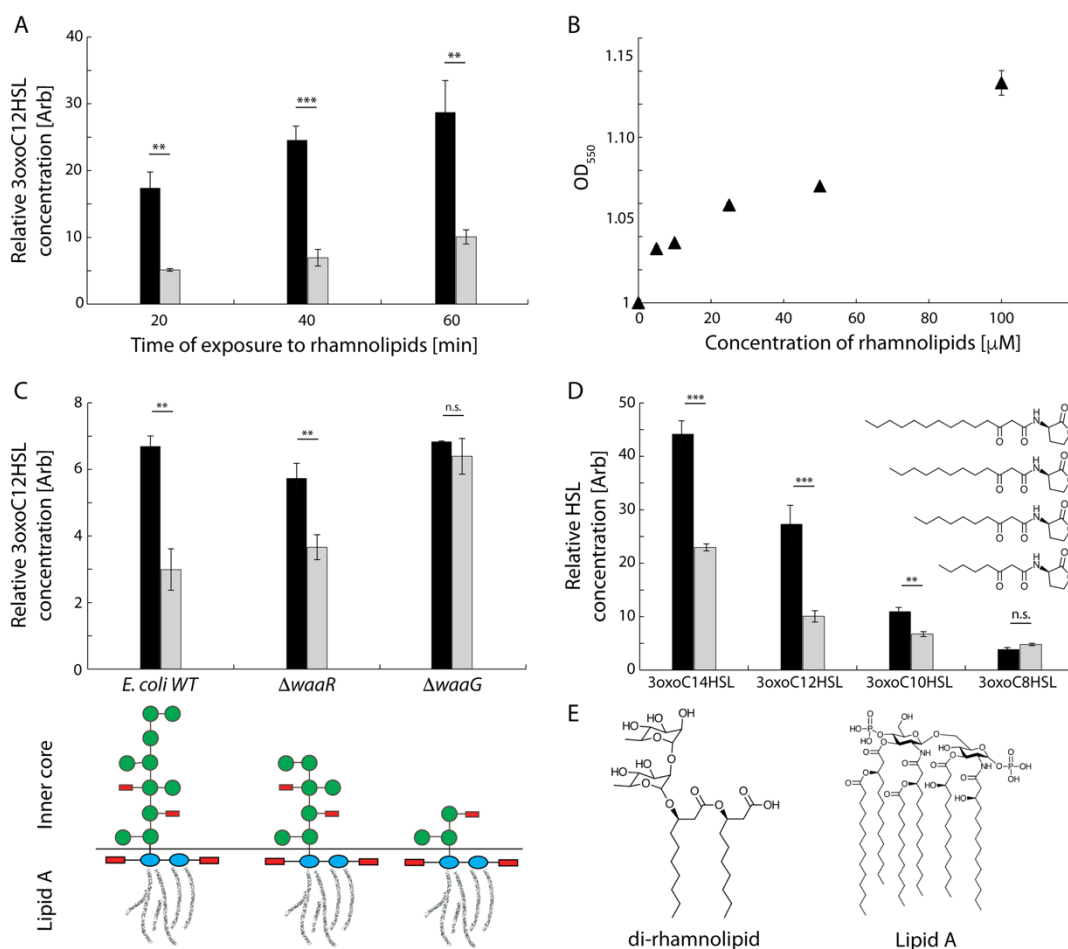 A
Relative 3oxoC12HSL
concentration [Arb]
40
30
20
10
0
**
***
**
20
40
60
Time of exposure to rhamnolipids [min]
B
OD550
1.15
1.10
1.05
1
0
20
40
60
80
100
Concentration of rhamnolipids [μM]
C
Relative 3oxoC12HSL
concentration [Arb]
8
6
4
2
0
**
**
n.s.
E. coli WT
ΔwaaR
ΔwaaG
Inner core
Lipid A
D
Relative HSL
concentration [Arb]
50
40
30
20
10
0
***
***
**
n.s.
3oxoC14HSL
3oxoC12HSL
3oxoC10HSL
3oxoC8HSL
E
di-rhamnolipid
Lipid A